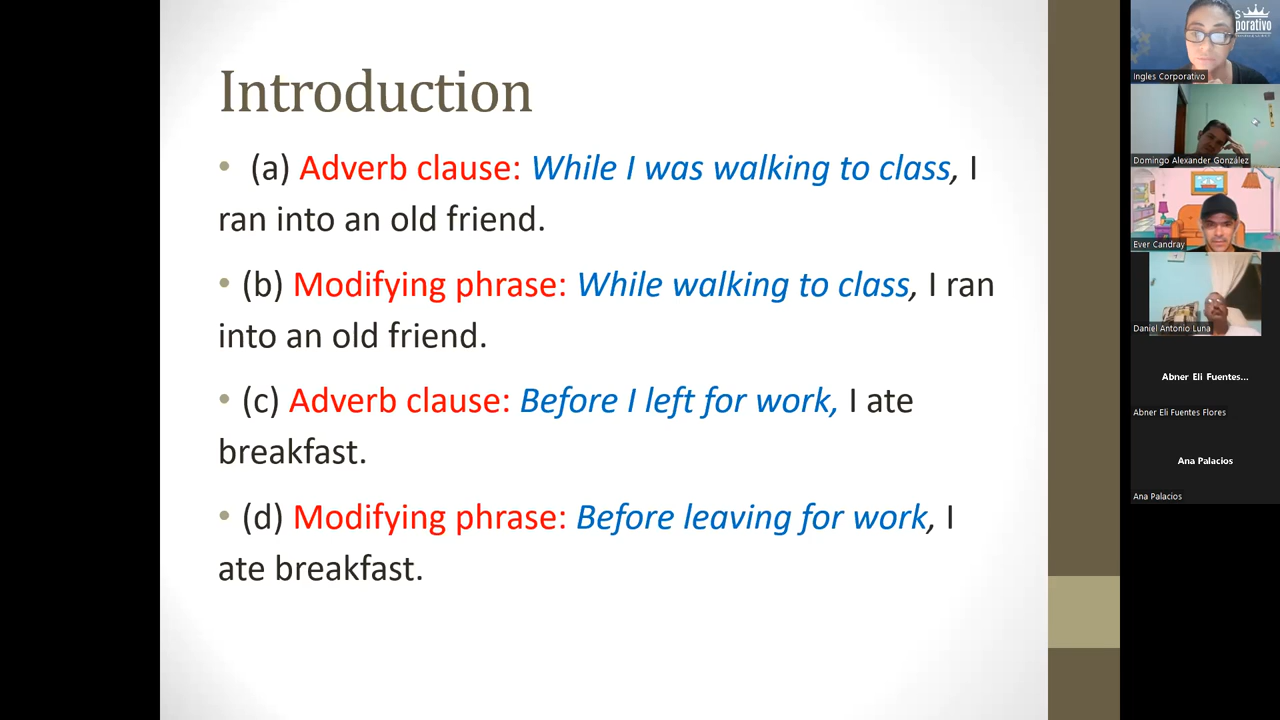 Introduction
• (a) Adverb clause: While I was walking to class, I
ran into an old friend.
• (b) Modifying phrase: While walking to class, I ran
into an old friend.
• (c) Adverb clause: Before I left for work, I ate
breakfast.
• (d) Modifying phrase: Before leaving for work, I
ate breakfast.
Ingles Corporativo
Domingo Alexander González
Ever Candray
Daniel Antonio Luna
Abner Eli Fuentes...
Abner Eli Fuentes Flores
Ana Palacios
Ana Palacios